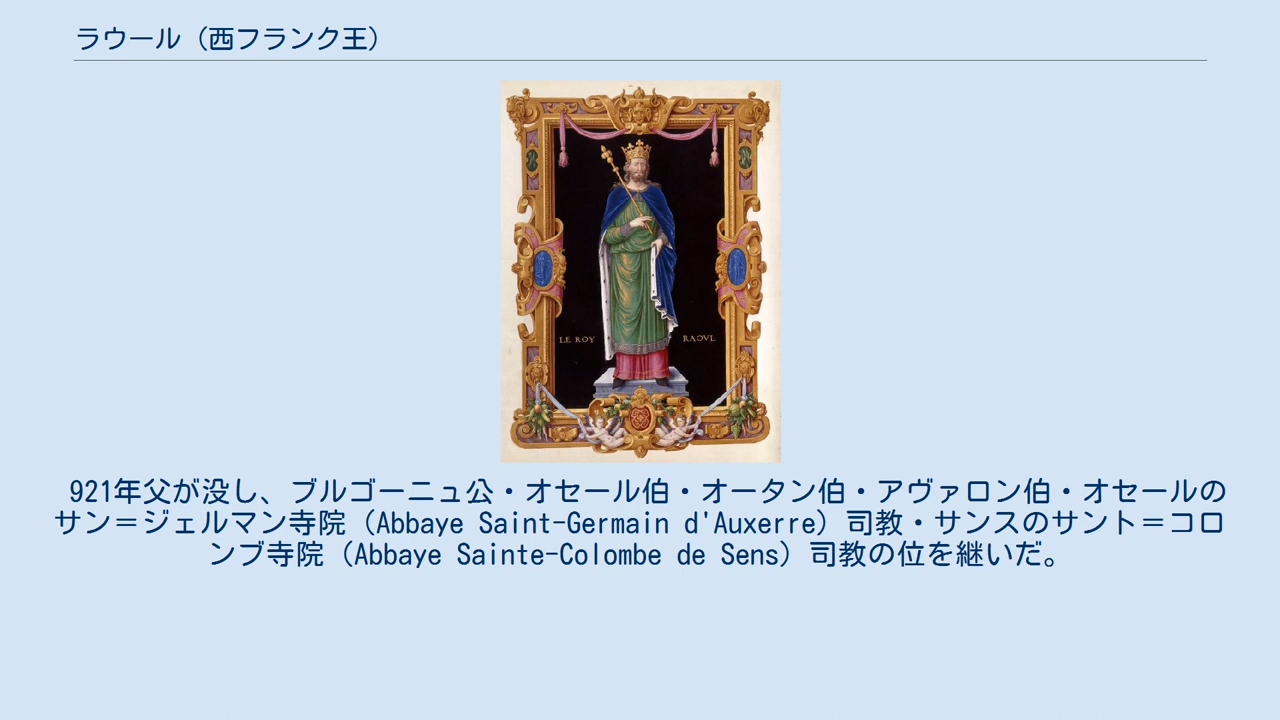 ラウール（西フランク王）
LE ROY
RAOVL
921年父が没し、ブルゴーニュ公・オセール伯・オータン伯・アヴァロン伯・オセールの
サン＝ジェルマン寺院（Abbaye Saint-Germain d'Auxerre）司教・サンスのサント＝コロ
ンブ寺院（Abbaye Sainte-Colombe de Sens）司教の位を継いだ。